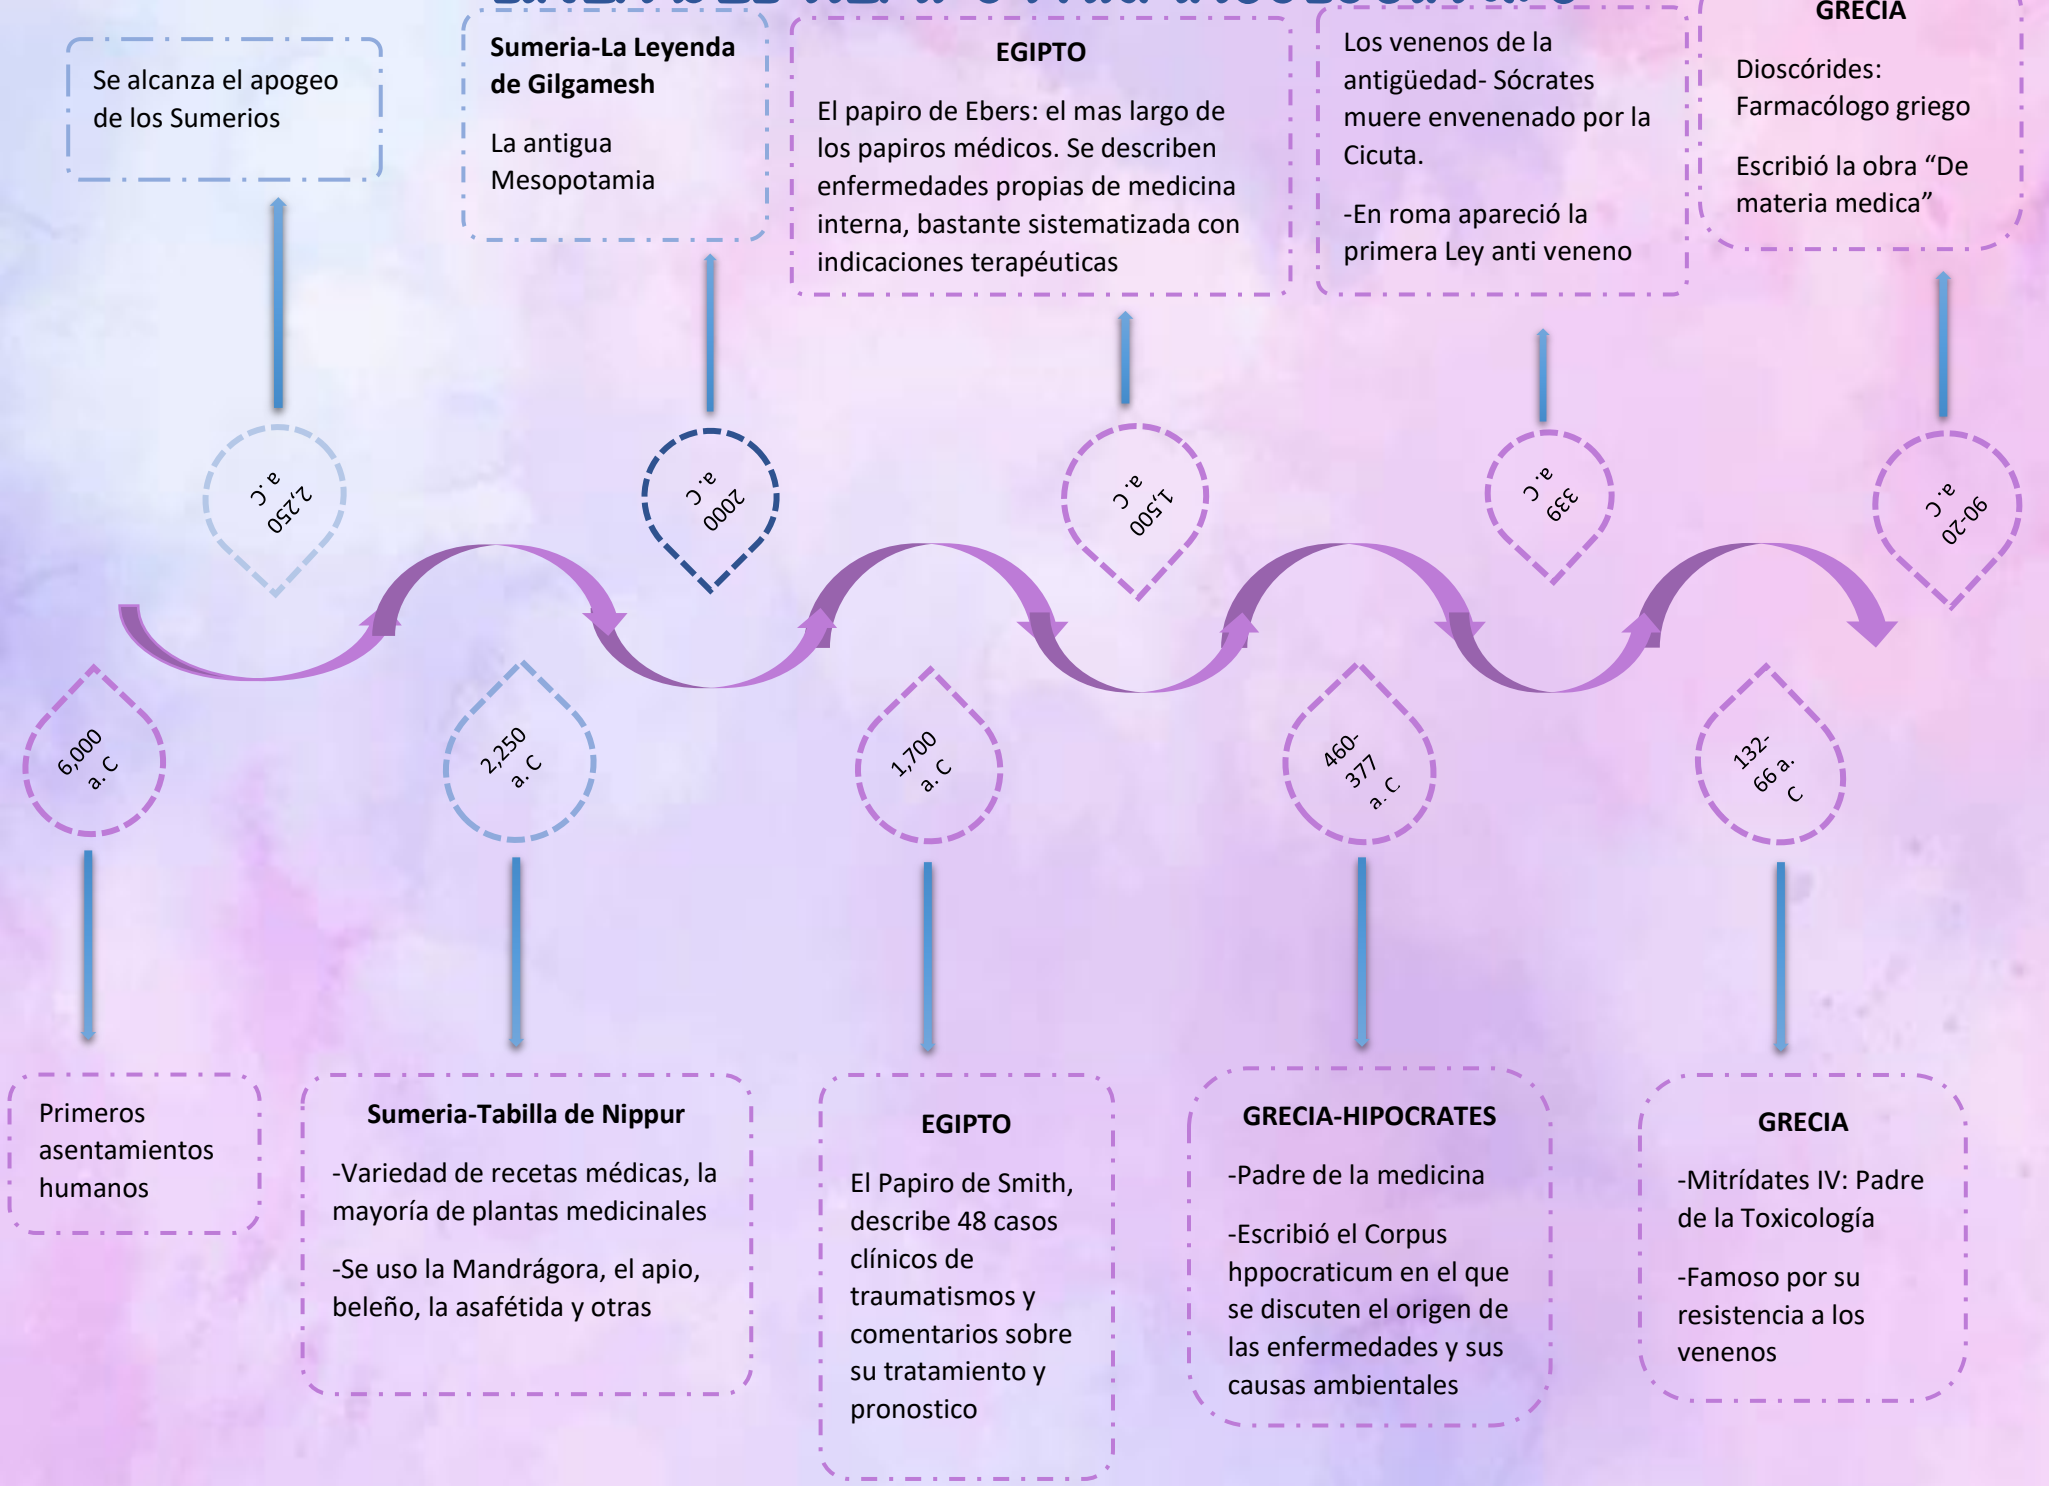 Se alcanza el apogeo
de los Sumerios
Sumeria-La Leyenda
de Gilgamesh
La antigua
Mesopotamia
EGIPTO
El papiro de Ebers: el mas largo de
los papiros médicos. Se describen
enfermedades propias de medicina
interna, bastante sistematizada con
indicaciones terapéuticas
Los venenos de la
antigüedad- Sócrates
muere envenenado por la
Cicuta.
-En roma apareció la
primera Ley anti veneno
GRECIA
Dioscórides:
Farmacólogo griego
Escribió la obra “De
materia medica”
2,250
a. C
2000
a. C
1,500
a. C
339
a. C
90-20
a. C
6,000
a. C
2,250
a. C
1,700
a. C
460-
377
a. C
132-
66 a.
C
Primeros
asentamientos
humanos
Sumeria-Tabilla de Nippur
-Variedad de recetas médicas, la
mayoría de plantas medicinales
-Se uso la Mandrágora, el apio,
beleño, la asafétida y otras
EGIPTO
El Papiro de Smith,
describe 48 casos
clínicos de
traumatismos y
comentarios sobre
su tratamiento y
pronostico
GRECIA-HIPOCRATES
-Padre de la medicina
-Escribió el Corpus
hppocraticum en el que
se discuten el origen de
las enfermedades y sus
causas ambientales
GRECIA
-Mitrídates IV: Padre
de la Toxicología
-Famoso por su
resistencia a los
venenos